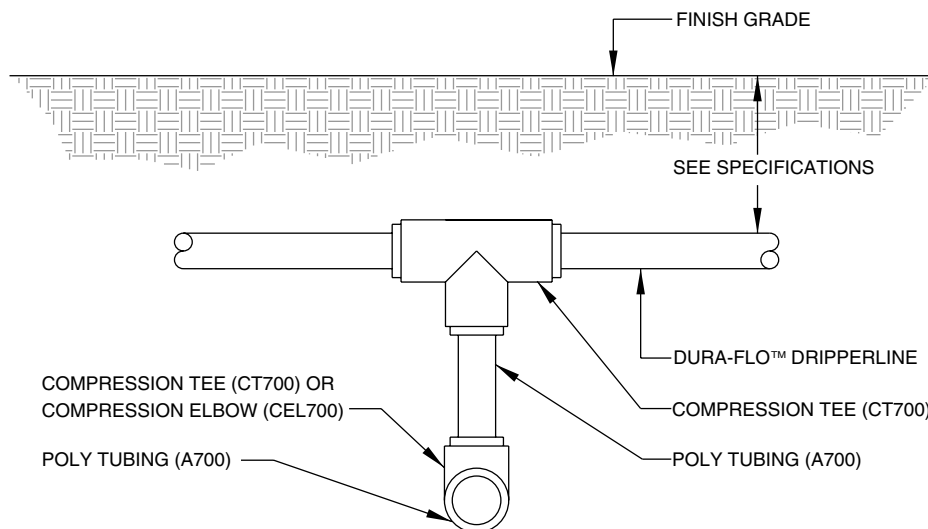 FINISH GRADE
SEE SPECIFICATIONS
DURA-FLO™ DRIPPERLINE
COMPRESSION TEE (CT700) OR
COMPRESSION ELBOW (CEL700)
COMPRESSION TEE (CT700)
POLY TUBING (A700)
POLY TUBING (A700)